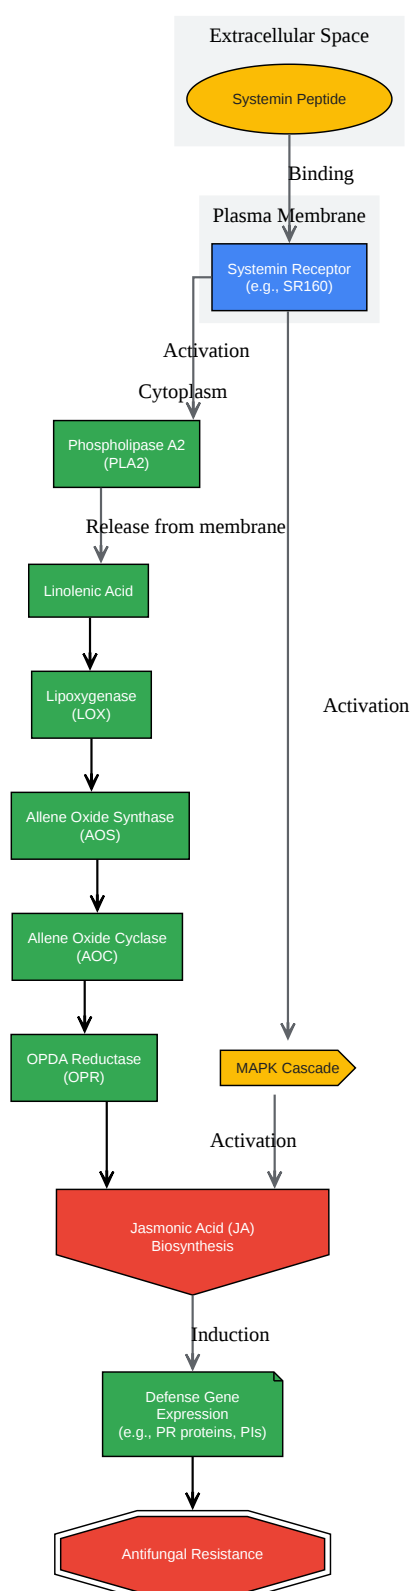 Extracellular Space
Systemin Peptide
Binding
Plasma Membrane
Systemin Receptor
(e.g., SR160)
Activation
Cytoplasm
Phospholipase A2
(PLA2)
Release from membrane
Linolenic Acid
Lipoxygenase
(LOX)
Activation
Allene Oxide Synthase
(AOS)
Allene Oxide Cyclase
(AOC)
OPDA Reductase
(OPR)
MAPK Cascade
Activation
Jasmonic Acid (JA)
Biosynthesis
Induction
Defense Gene
Expression
(e.g., PR proteins, PIs)
Antifungal Resistance